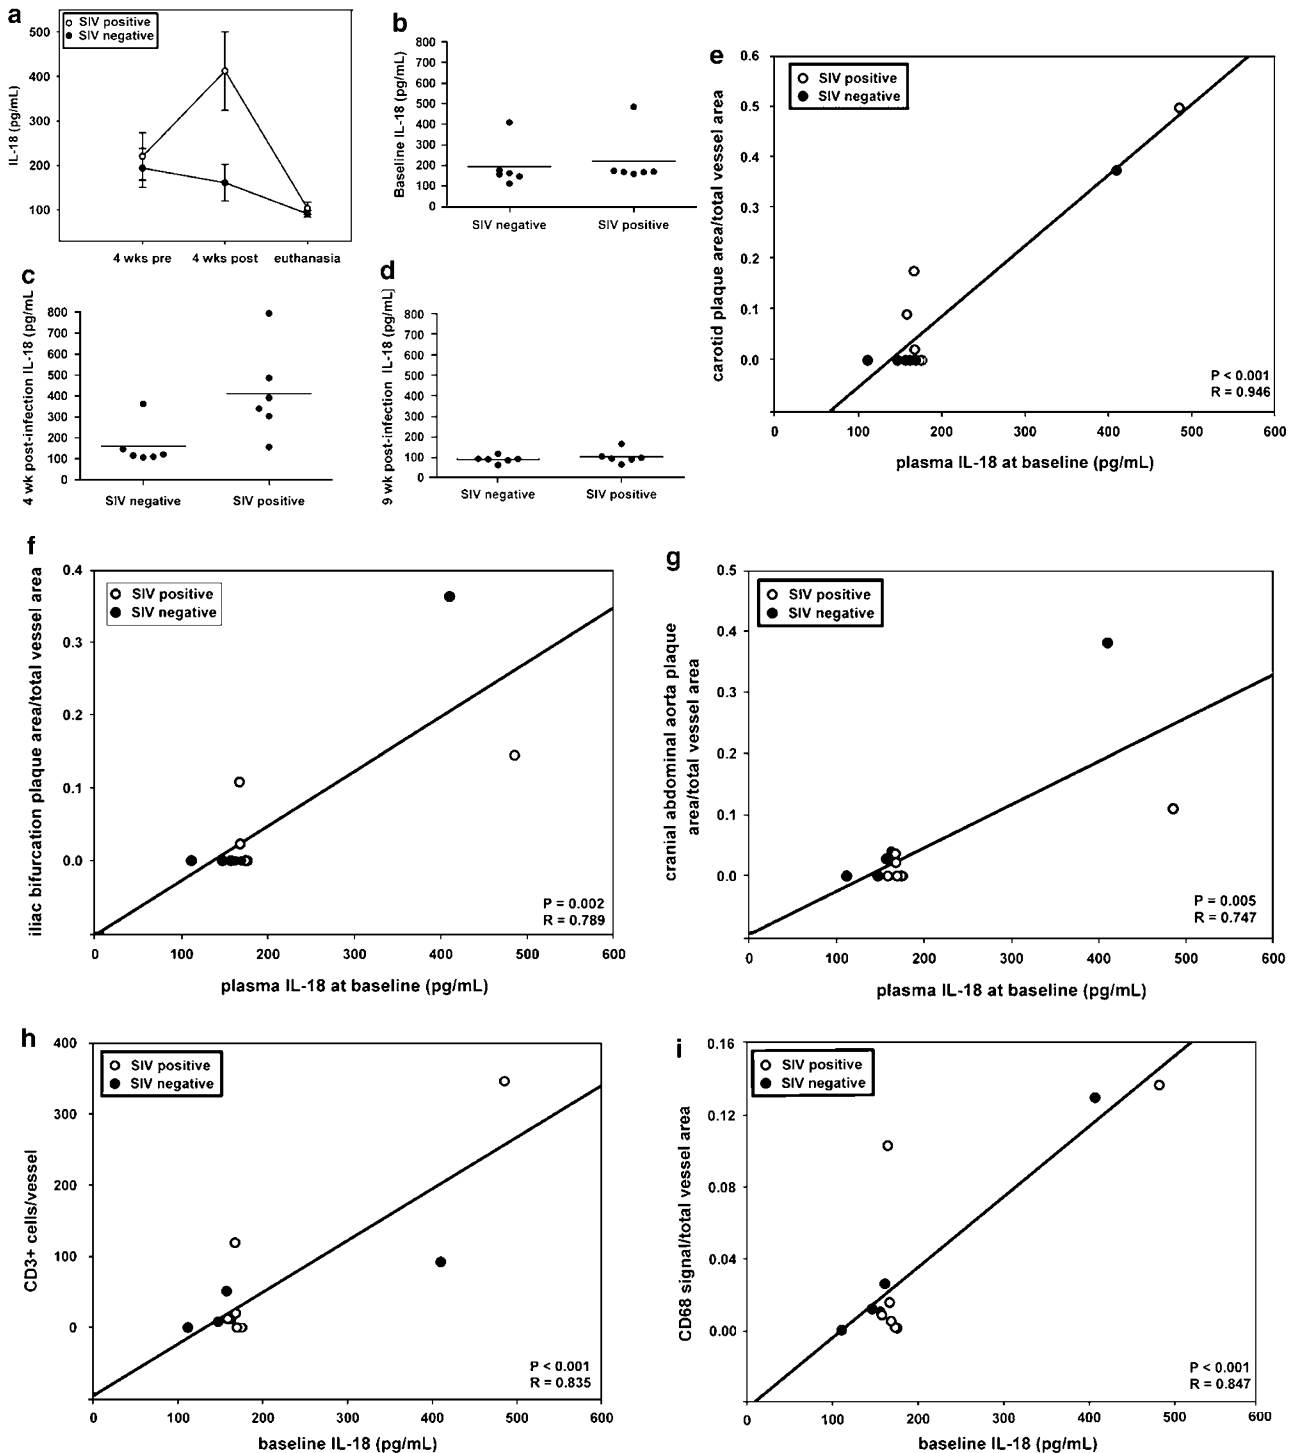 a
SIV positive
SIV negative
IL-18 (pg/mL)
500
400
300
200
100
4 wks pre 4 wks post euthanasia
b
Baseline IL-18 (pg/mL)
800
700
600
500
400
300
200
100
0
SIV negative SIV positive
c
4 wk post-infection IL-18 (pg/mL)
800
700
600
500
400
300
200
100
0
SIV negative SIV positive
d
9 wk post-infection IL-18 (pg/mL)
800
700
600
500
400
300
200
100
0
SIV negative SIV positive
e
SIV positive
SIV negative
carotid plaque area/total vessel area
0.6
0.5
0.4
0.3
0.2
0.1
0.0
P < 0.001
R = 0.946
0 100 200 300 400 500 600
plasma IL-18 at baseline (pg/mL)
f
SIV positive
SIV negative
iliac bifurcation plaque area/total vessel area
0.4
0.3
0.2
0.1
0.0
P = 0.002
R = 0.789
0 100 200 300 400 500 600
plasma IL-18 at baseline (pg/mL)
g
SIV positive
SIV negative
cranial abdominal aorta plaque
area/total vessel area
0.5
0.4
0.3
0.2
0.1
0.0
P = 0.005
R = 0.747
0 100 200 300 400 500 600
plasma IL-18 at baseline (pg/mL)
h
SIV positive
SIV negative
CD3+ cells/vessel
400
300
200
100
0
P < 0.001
R = 0.835
0 100 200 300 400 500 600
baseline IL-18 (pg/mL)
i
SIV positive
SIV negative
CD68 signal/total vessel area
0.16
0.12
0.08
0.04
0.00
P < 0.001
R = 0.847
0 100 200 300 400 500 600
baseline IL-18 (pg/mL)